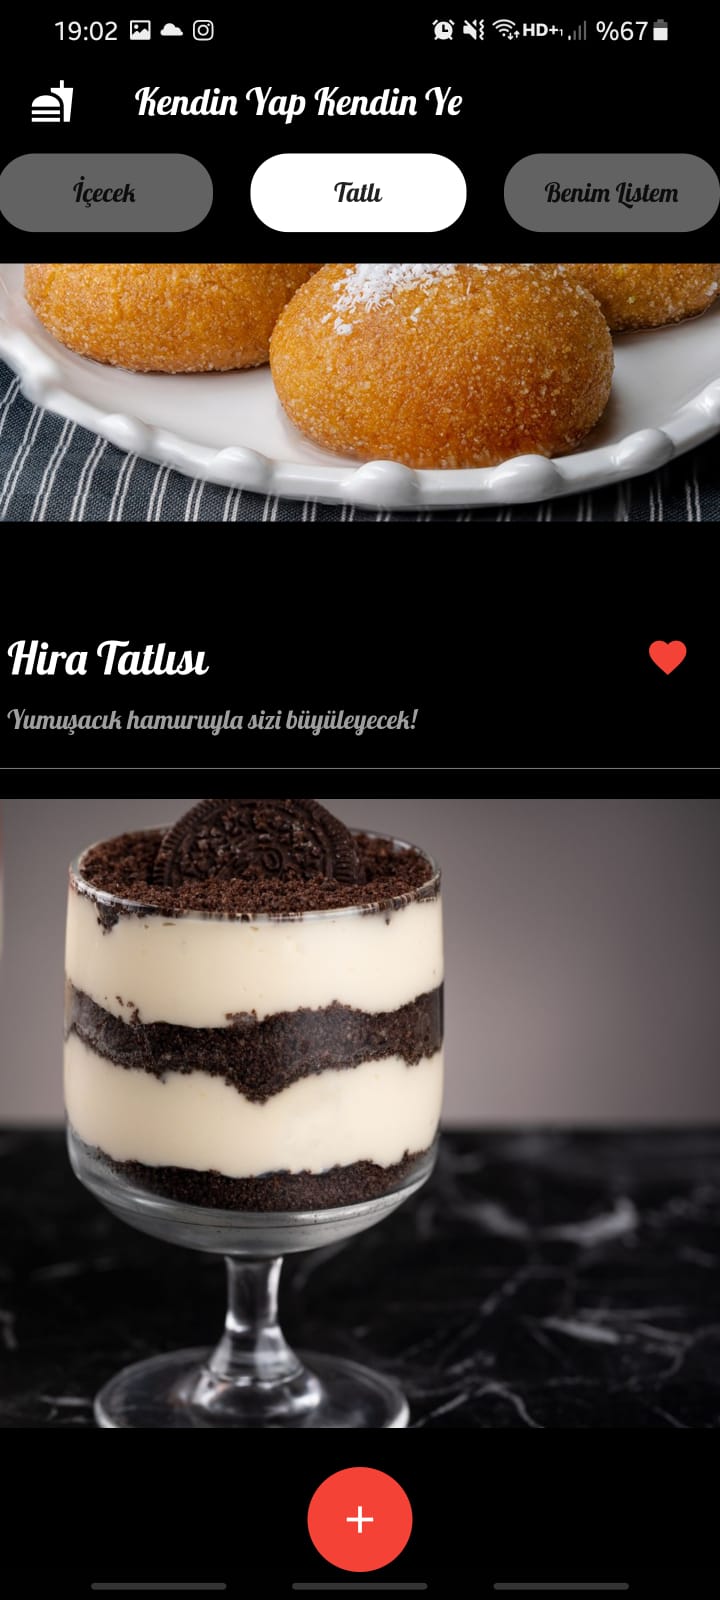 19:02 HD+ %67
Kendin Yap Kendin Ye
İçecek Tatlı Benim Listem
Hira Tatlısı
Yumuşacık hamuruyla sizi büyüleyecek!
+